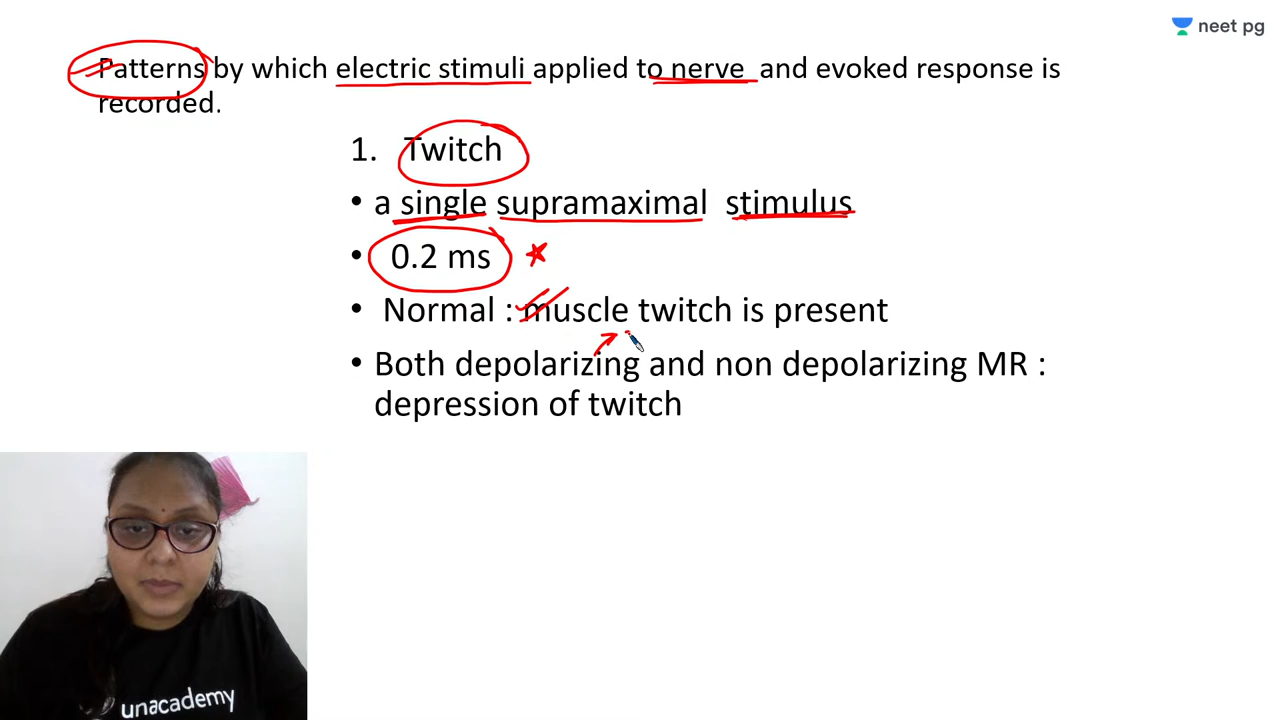 neet pg
Patterns by which electric stimuli applied to nerve and evoked response is
recorded.
1. Twitch
• a single supramaximal stimulus
• 0.2 ms
• Normal : muscle twitch is present
• Both depolarizing and non depolarizing MR :
depression of twitch
unacademy